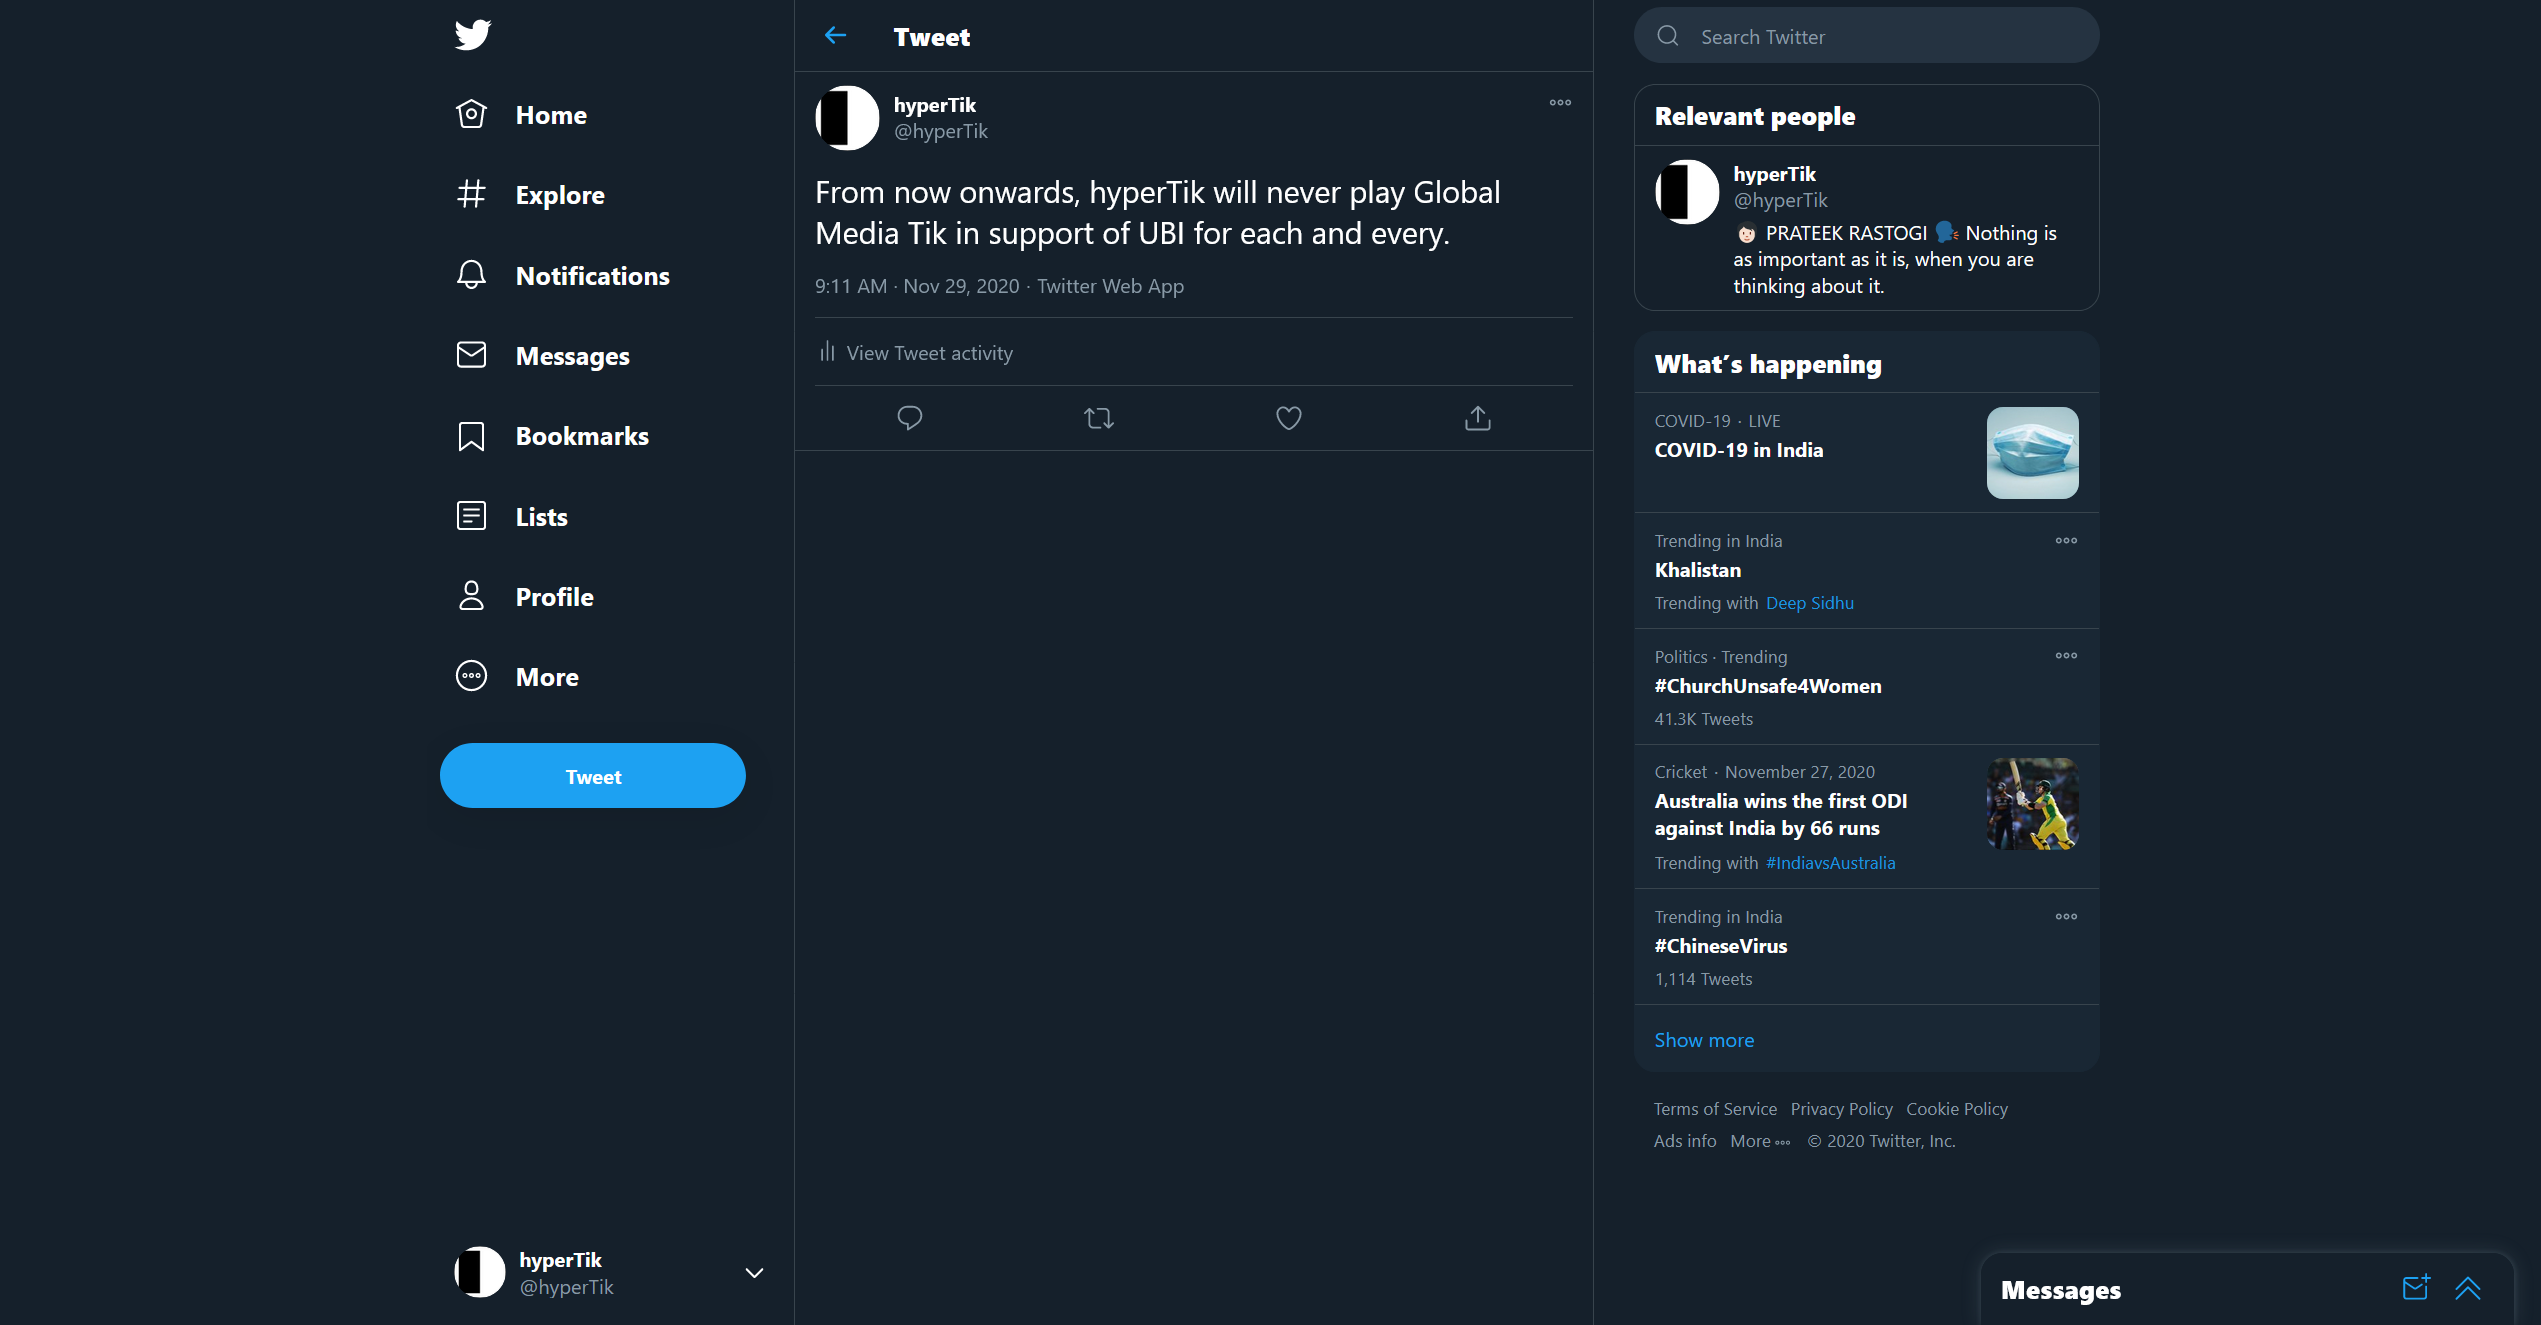 Home
Explore
Notifications
Messages
Bookmarks
Lists
Profile
More
Tweet
hyperTik
@hyperTik
Tweet
hyperTik
@hyperTik
From now onwards, hyperTik will never play Global
Media Tik in support of UBI for each and every.
9:11 AM · Nov 29, 2020 · Twitter Web App
View Tweet activity
Search Twitter
Relevant people
hyperTik
@hyperTik
PRATEEK RASTOGI Nothing is
as important as it is, when you are
thinking about it.
What's happening
COVID-19 · LIVE
COVID-19 in India
Trending in India
Khalistan
Trending with Deep Sidhu
Politics · Trending
#ChurchUnsafe4Women
41.3K Tweets
Cricket · November 27, 2020
Australia wins the first ODI
against India by 66 runs
Trending with #IndiavsAustralia
Trending in India
#ChineseVirus
1,114 Tweets
Show more
Terms of Service Privacy Policy Cookie Policy
Ads info More © 2020 Twitter, Inc.
Messages